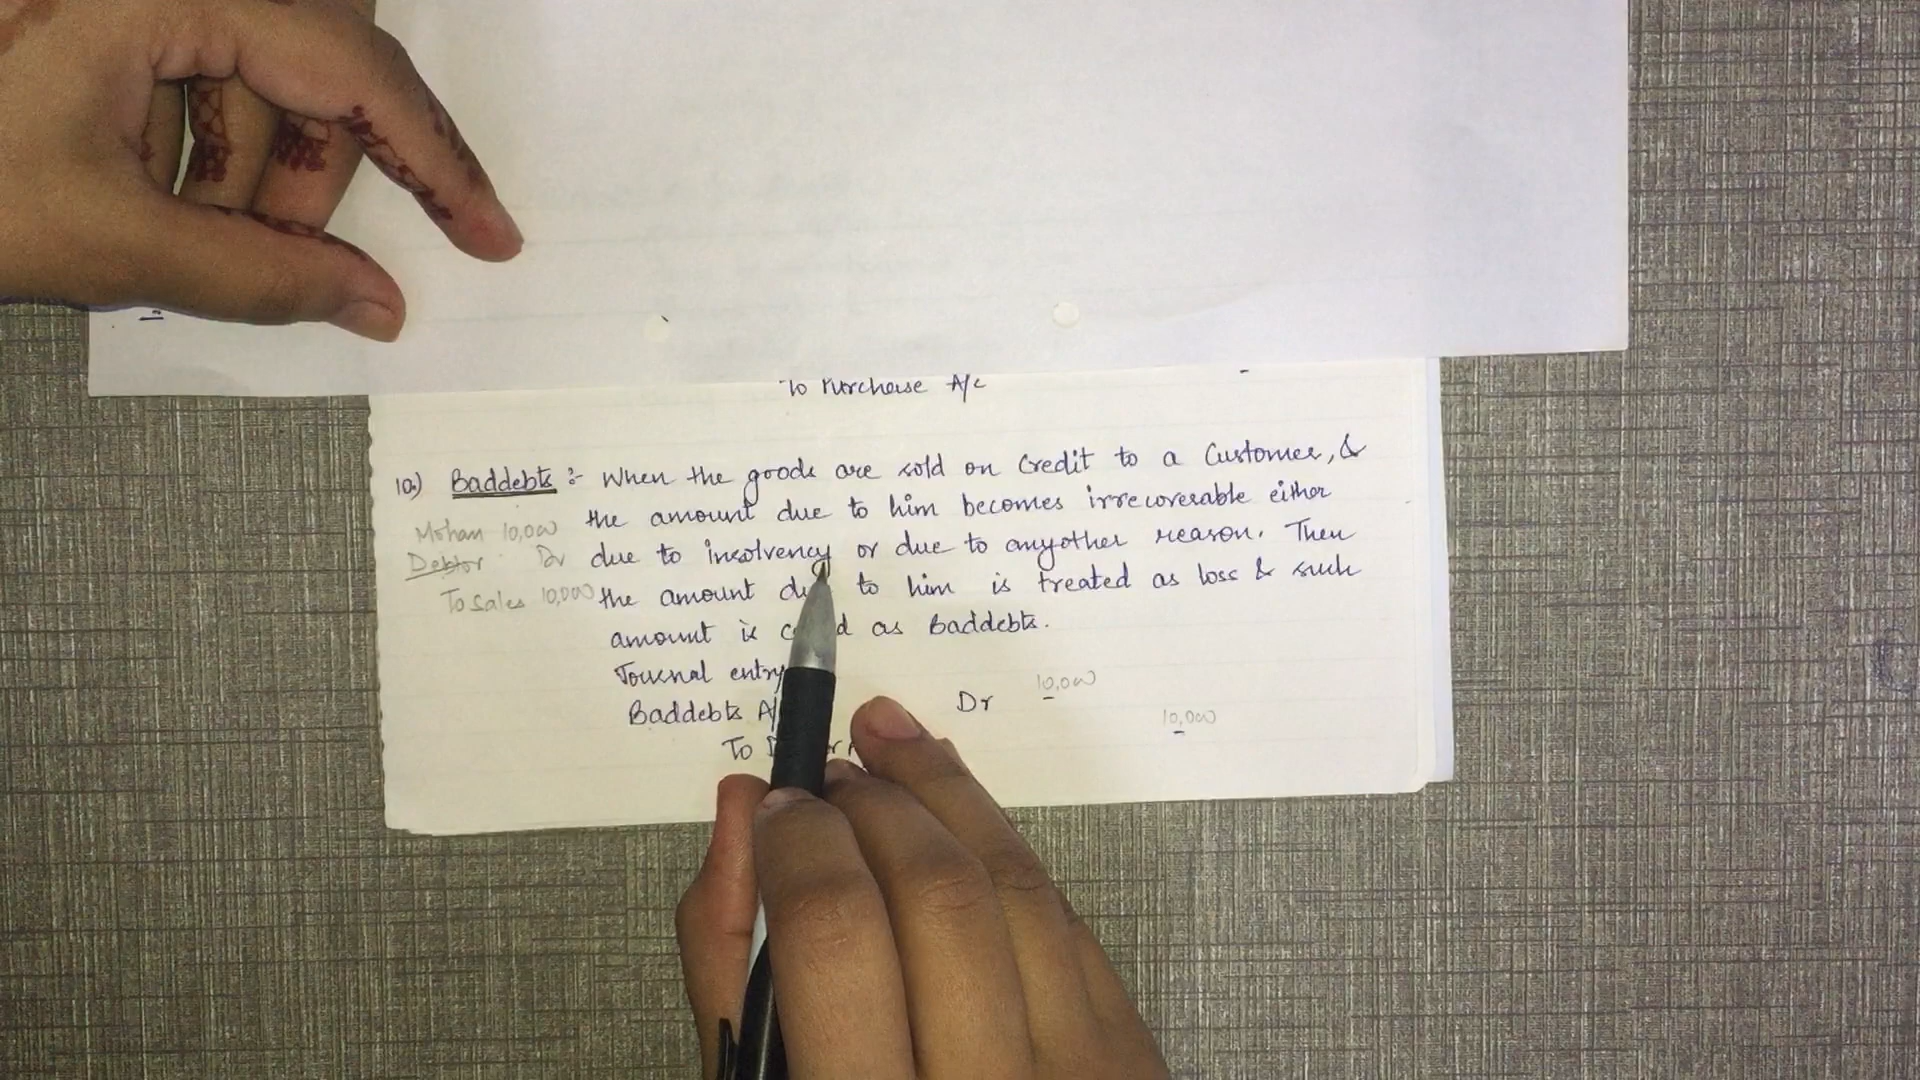 To Purchase A/c
10.) Baddebts :- When the goods are sold on Credit to a Customer, &
the amount due to him becomes irrecoverable either
due to insolvency or due to anyother reason. Then
the amount due to him is treated as loss & such
amount is as Baddebts.
Journal entry
Baddebts A/ Dr 10,000
To 10,000
Mohan 10,000
Debtor Dr
To Sales 10,000